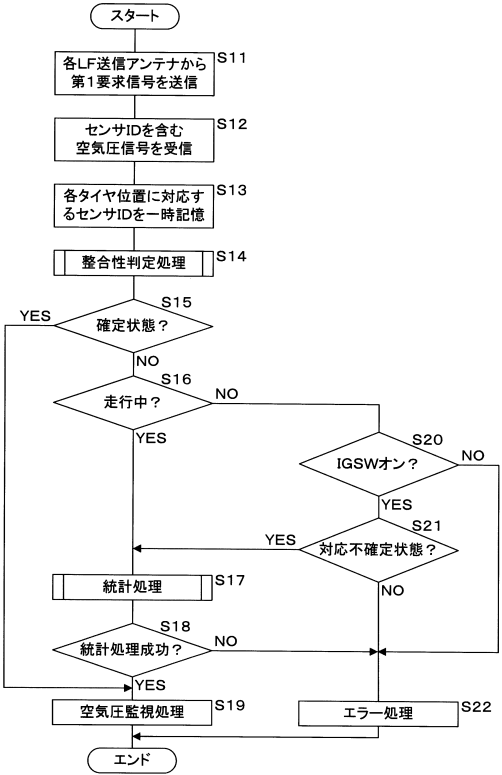 スタート
各LF送信アンテナから
第1要求信号を送信
S11
センサIDを含む
空気圧信号を受信
S12
各タイヤ位置に対応す
るセンサIDを一時記憶
S13
整合性判定処理
S14
S15
YES
確定状態？
NO
S16
走行中？
NO
YES
S20
IGSWオン？
NO
YES
S21
YES
対応不確定状態？
NO
統計処理
S17
S18
統計処理成功？
NO
YES
空気圧監視処理
S19
エラー処理
S22
エンド